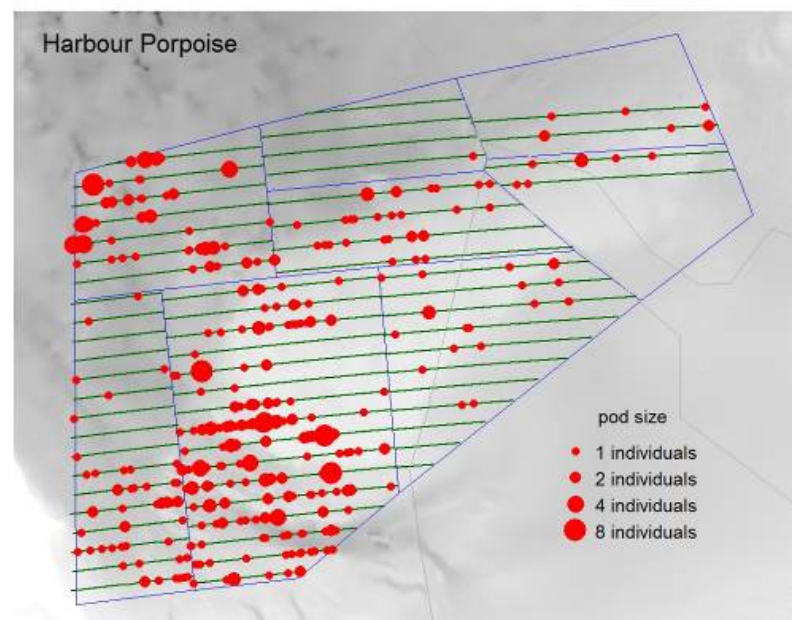 Harbour Porpoise
pod size
1 individuals
2 individuals
4 individuals
8 individuals